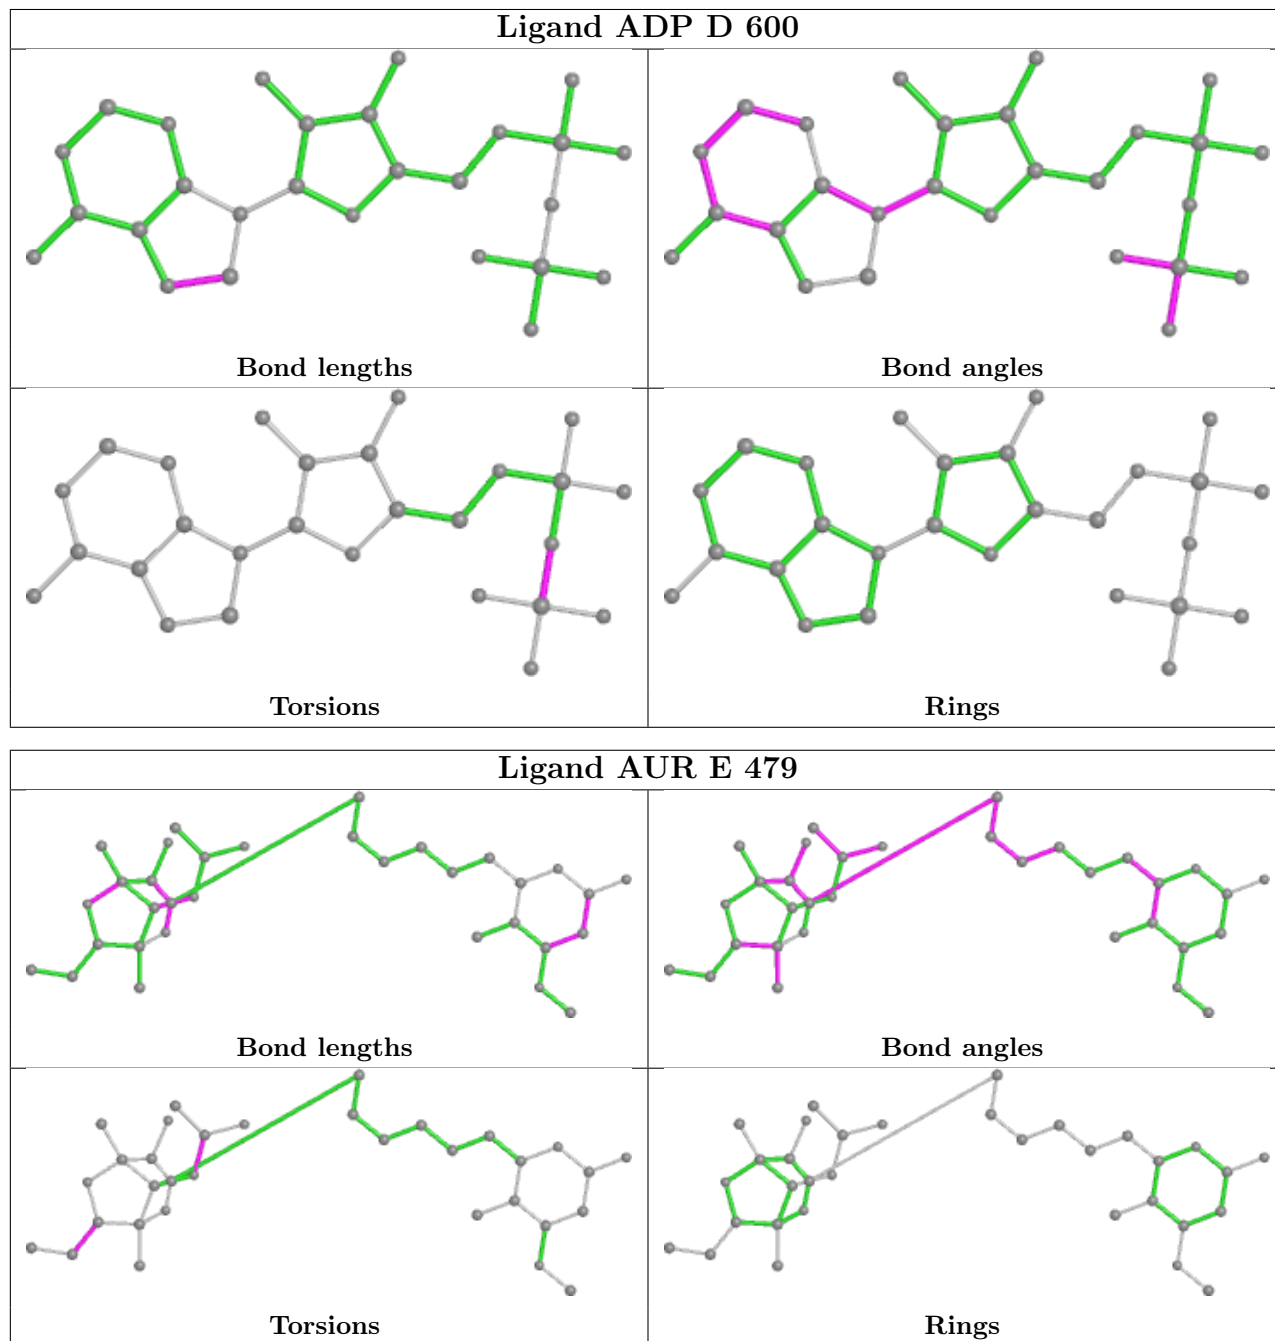 Ligand ADP D 600
Bond lengths
Bond angles
Torsions
Rings
Ligand AUR E 479
Bond lengths
Bond angles
Torsions
Rings